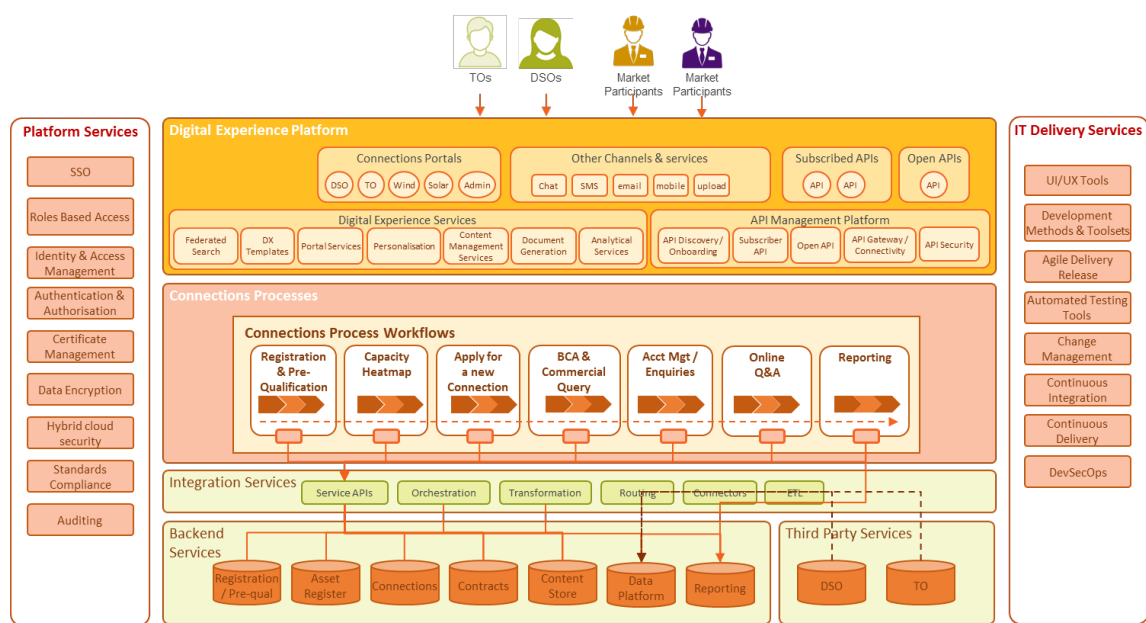 TOs
DSOs
Market
Participants
Market
Participants
Platform Services
SSO
Roles Based Access
Identity & Access
Management
Authentication &
Authorisation
Certificate
Management
Data Encryption
Hybrid cloud
security
Standards
Compliance
Auditing
Digital Experience Platform
Connections Portals
DSO
TO
Wind
Solar
Admin
Other Channels & services
Chat
SMS
email
mobile
upload
Subscribed APIs
API
API
Open APIs
API
Digital Experience Services
Federated
Search
DX
Templates
Portal Services
Personalisation
Content
Management
Services
Document
Generation
Analytical
Services
API Management Platform
API Discovery /
Onboarding
Subscriber
API
Open API
API Gateway /
Connectivity
API Security
Connections Processes
Connections Process Workflows
Registration
& Pre-
Qualification
Capacity
Heatmap
Apply for
a new
Connection
BCA &
Commercial
Query
Acct Mgt /
Enquiries
Online
Q&A
Reporting
Integration Services
Service APIs
Orchestration
Transformation
Routing
Connectors
ETL
Backend
Services
Registration
/ Pre-qual
Asset
Register
Connections
Contracts
Content
Store
Data
Platform
Reporting
Third Party Services
DSO
TO
IT Delivery Services
UI/UX Tools
Development
Methods & Toolsets
Agile Delivery
Release
Automated Testing
Tools
Change
Management
Continuous
Integration
Continuous
Delivery
DevSecOps